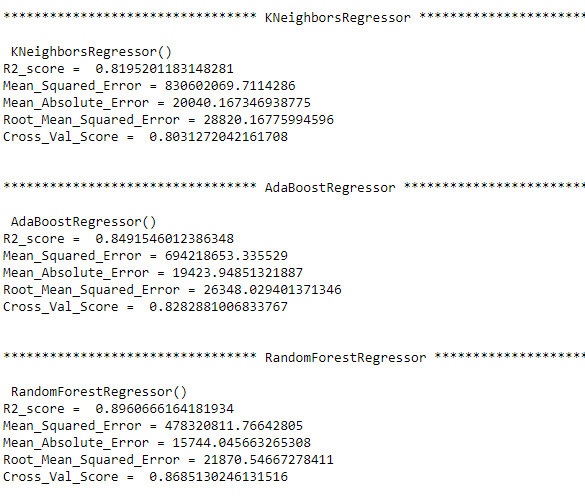 ********************************* KNeighborsRegressor **********************
KNeighborsRegressor()
R2_score =  0.8195201183148281
Mean_Squared_Error = 830602069.7114286
Mean_Absolute_Error = 20040.167346938775
Root_Mean_Squared_Error = 28820.16775994596
Cross_Val_Score =  0.8031272042161708
********************************* AdaBoostRegressor ************************
AdaBoostRegressor()
R2_score =  0.8491546012386348
Mean_Squared_Error = 694218653.335529
Mean_Absolute_Error = 19423.94851321887
Root_Mean_Squared_Error = 26348.029401371346
Cross_Val_Score =  0.8282881006833767
********************************* RandomForestRegressor ********************
RandomForestRegressor()
R2_score =  0.8960666164181934
Mean_Squared_Error = 478320811.76642805
Mean_Absolute_Error = 15744.045663265308
Root_Mean_Squared_Error = 21870.54667278411
Cross_Val_Score =  0.8685130246131516